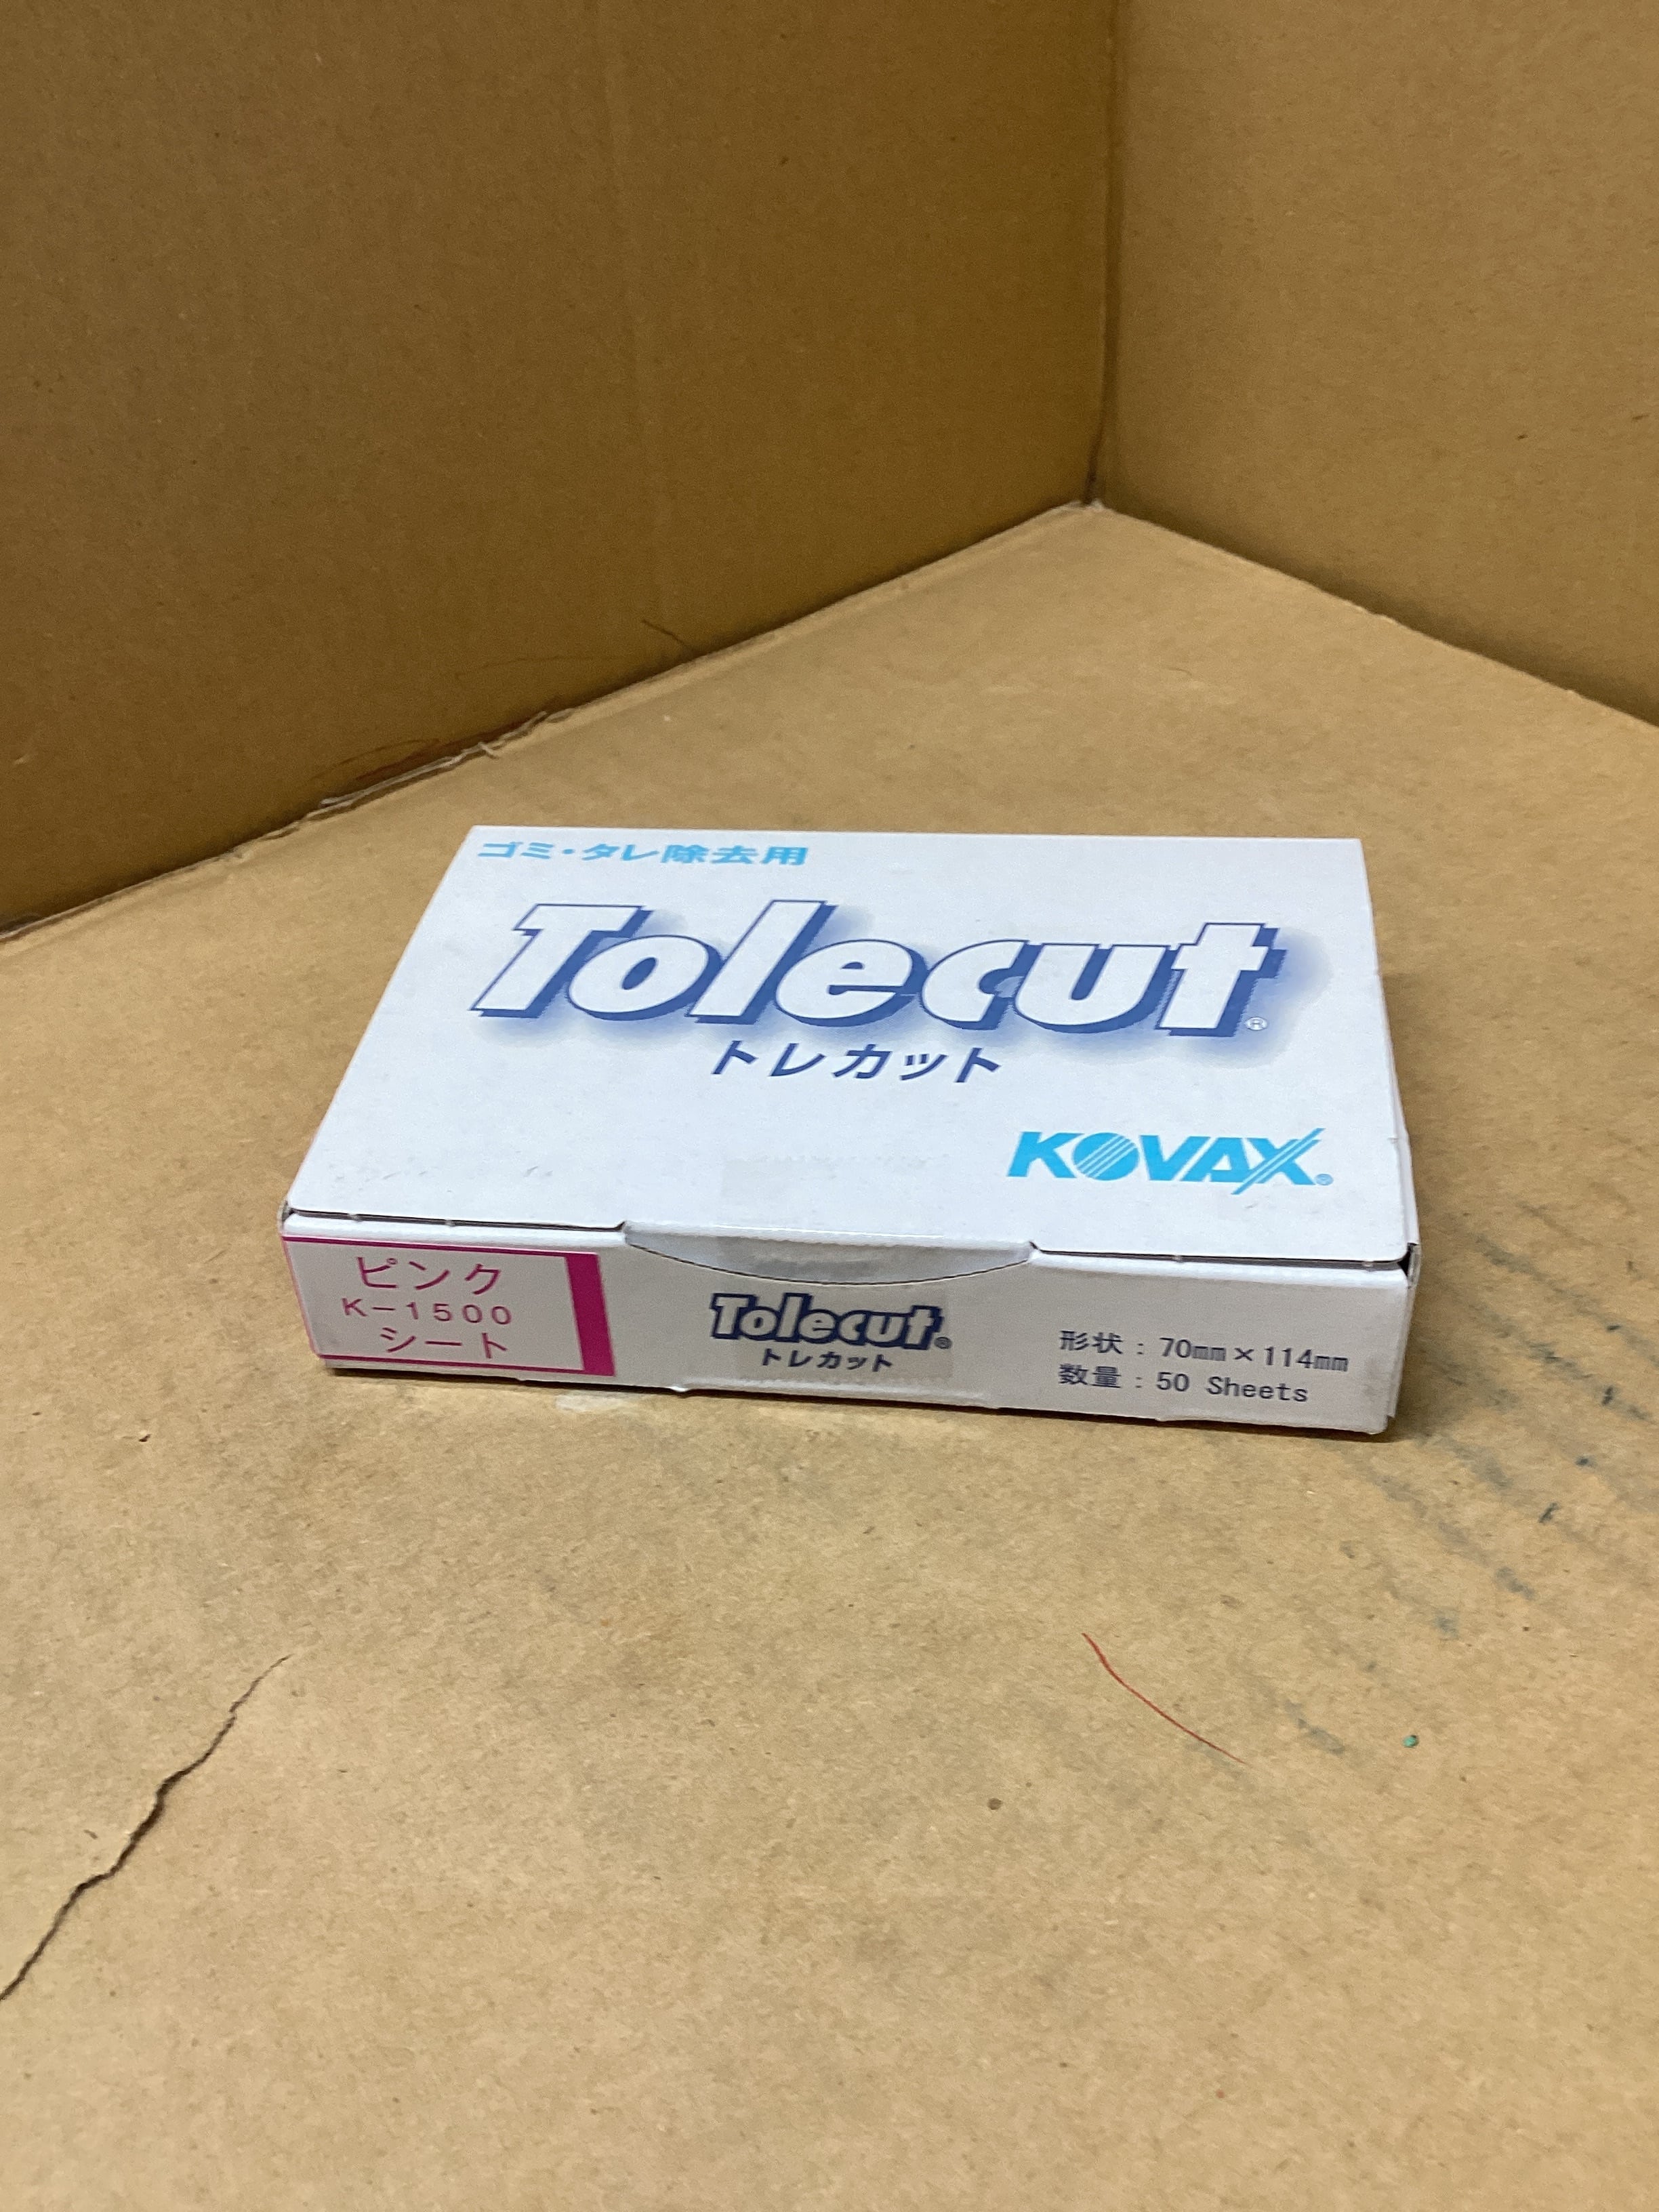 ゴミ・タレ除去用
Tolecut®
トレカット
KOVAX®
ピンク
K-1500
シート
Tolecut®
トレカット
形状：70mm×114mm
数量：50 Sheets